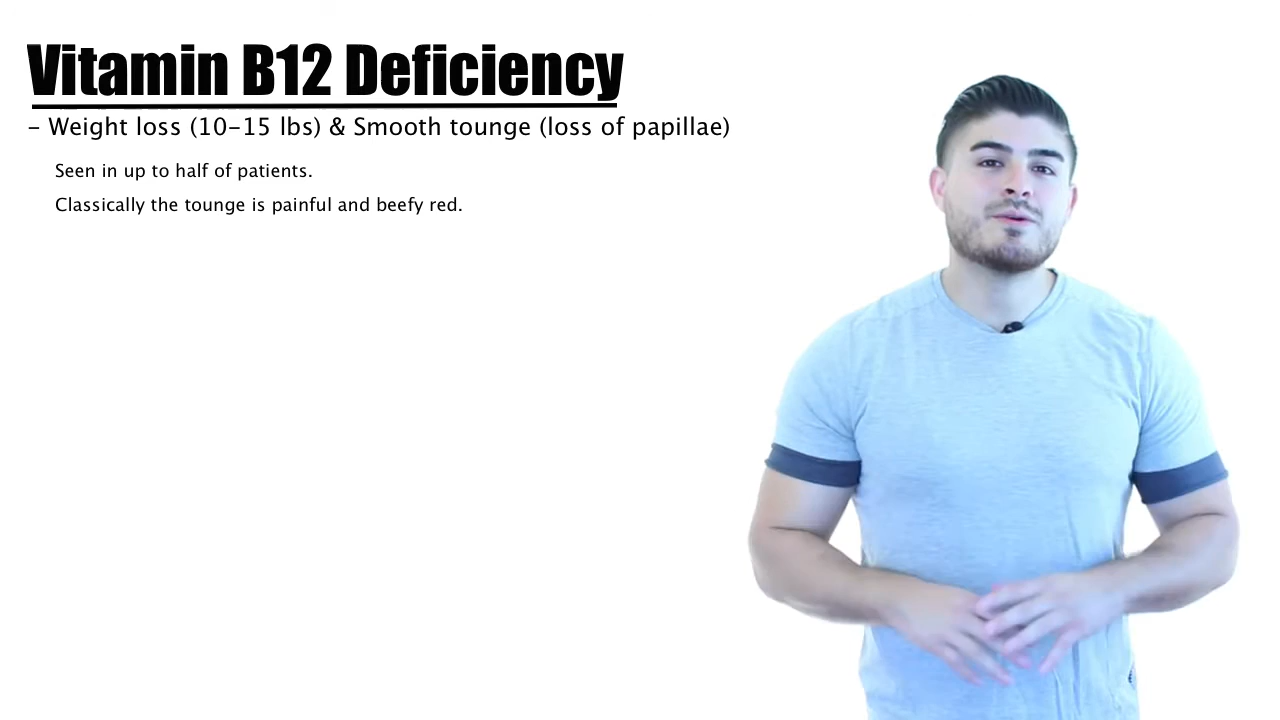 Vitamin B12 Deficiency
- Weight loss (10-15 lbs) & Smooth tounge (loss of papillae)
Seen in up to half of patients.
Classically the tounge is painful and beefy red.